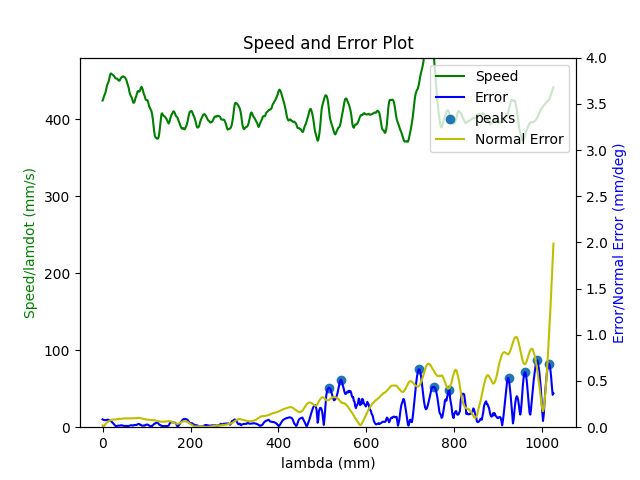 Speed and Error Plot
Speed
Error
peaks
Normal Error
Speed/lamdot (mm/s)
400
300
200
100
0
4.0
3.5
3.0
2.5
2.0
1.5
1.0
0.5
0.0
Error/Normal Error (mm/deg)
0 200 400 600 800 1000
lambda (mm)